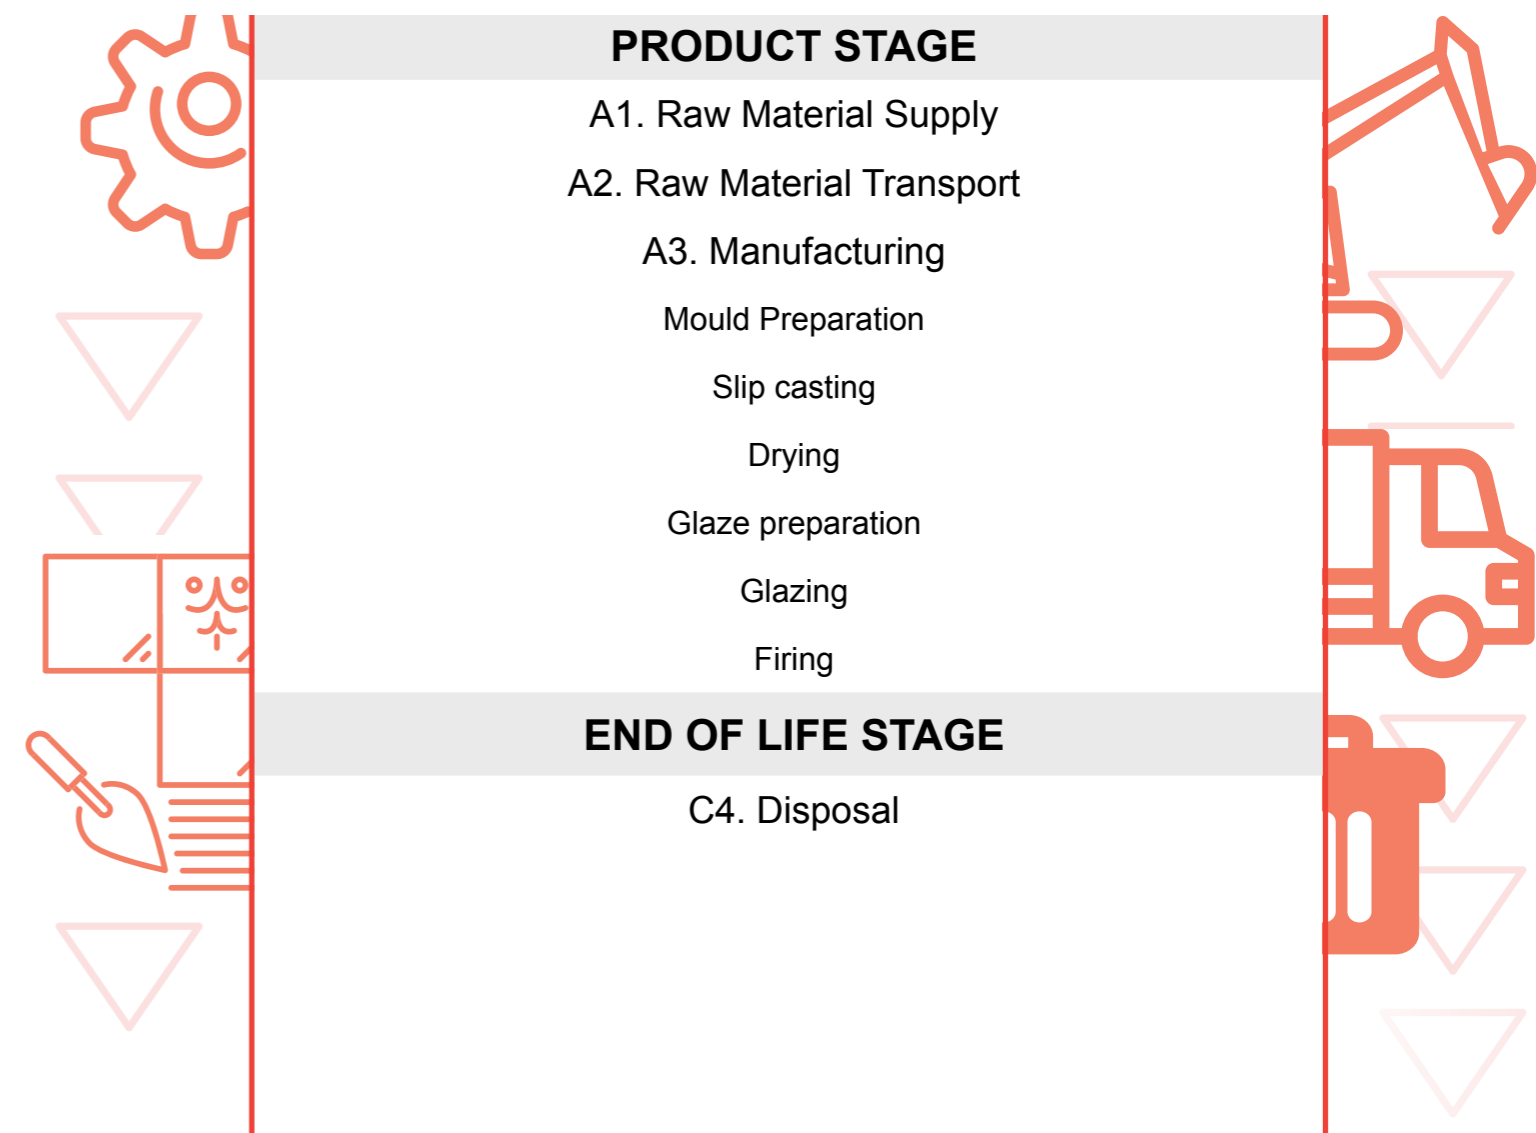 PRODUCT STAGE
A1. Raw Material Supply
A2. Raw Material Transport
A3. Manufacturing
Mould Preparation
Slip casting
Drying
Glaze preparation
Glazing
Firing
END OF LIFE STAGE
C4. Disposal